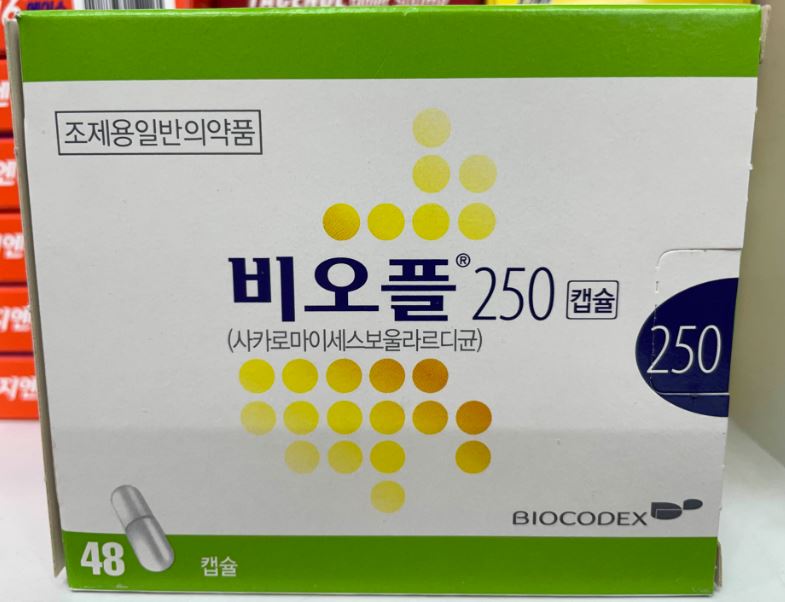 조제용일반의약품
비오플® 250 캡슐
(사카로마이세스보울라르디균)
250
BIOCODEX
48 캡슐